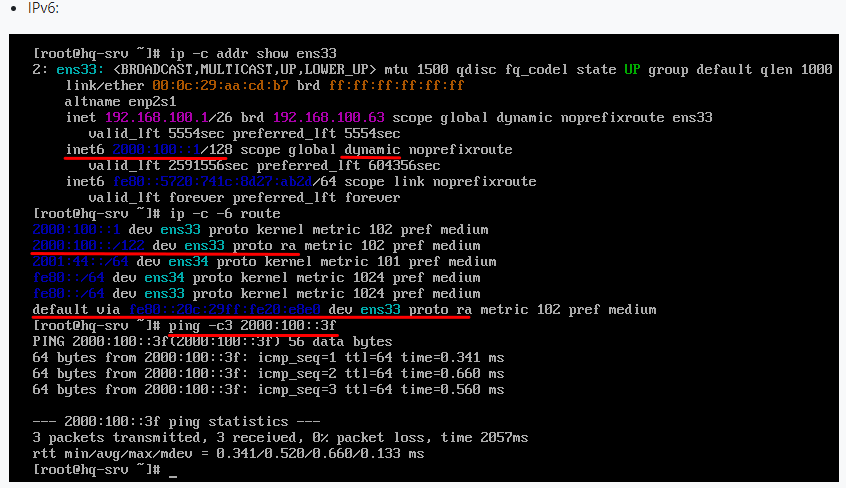 IPv6:
[root@hq-srv ~]# ip -c addr show ens33
2: ens33: <BROADCAST,MULTICAST,UP,LOWER_UP> mtu 1500 qdisc fq_codel state UP group default qlen 1000
link/ether 00:0c:29:aa:cd:b7 brd ff:ff:ff:ff:ff:ff
altname enp2s1
inet 192.168.100.1/26 brd 192.168.100.63 scope global dynamic noprefixroute ens33
valid_lft 5554sec preferred_lft 5554sec
inet6 2000:100::1/128 scope global dynamic noprefixroute
valid_lft 2591556sec preferred_lft 604356sec
inet6 /64 scope link noprefixroute
valid_lft forever preferred_lft forever
[root@hq-srv ~]# ip -c -6 route
2000:100::1 dev ens33 proto kernel metric 102 pref medium
2000:100::/122 dev ens33 proto ra metric 102 pref medium
2001:44::/64 dev ens34 proto kernel metric 101 pref medium
fe80::/64 dev ens34 proto kernel metric 1024 pref medium
fe80::/64 dev ens33 proto kernel metric 1024 pref medium
default via dev ens33 proto ra metric 102 pref medium
[root@hq-srv ~]# ping -c3 2000:100::3f
PING 2000:100::3f(2000:100::3f) 56 data bytes
64 bytes from 2000:100::3f: icmp_seq=1 ttl=64 time=0.341 ms
64 bytes from 2000:100::3f: icmp_seq=2 ttl=64 time=0.660 ms
64 bytes from 2000:100::3f: icmp_seq=3 ttl=64 time=0.560 ms
--- 2000:100::3f ping statistics ---
3 packets transmitted, 3 received, 0% packet loss, time 2057ms
rtt min/avg/max/mdev = 0.341/0.520/0.660/0.133 ms
[root@hq-srv ~]# _